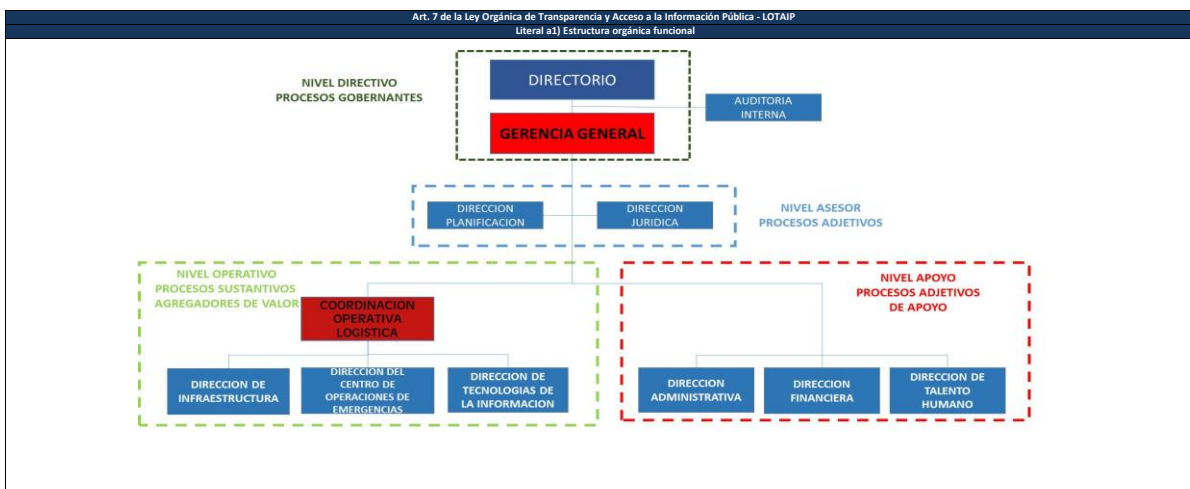 Art. 7 de la Ley Orgánica de Transparencia y Acceso a la Información Pública - LOTAIP
Literal a1) Estructura orgánica funcional
NIVEL DIRECTIVO
PROCESOS GOBERNANTES
DIRECTORIO
AUDITORIA
INTERNA
GERENCIA GENERAL
DIRECCION
PLANIFICACION
DIRECCION
JURIDICA
NIVEL ASESOR
PROCESOS ADJETIVOS
NIVEL OPERATIVO
PROCESOS SUSTANTIVOS
AGREGADORES DE VALOR
COORDINACION
OPERATIVA
LOGISTICA
NIVEL APOYO
PROCESOS ADJETIVOS
DE APOYO
DIRECCION DE
INFRAESTRUCTURA
DIRECCION DEL
CENTRO DE
OPERACIONES DE
EMERGENCIAS
DIRECCION DE
TECNOLOGIAS DE
LA INFORMACION
DIRECCION
ADMINISTRATIVA
DIRECCION
FINANCIERA
DIRECCION DE
TALENTO
HUMANO